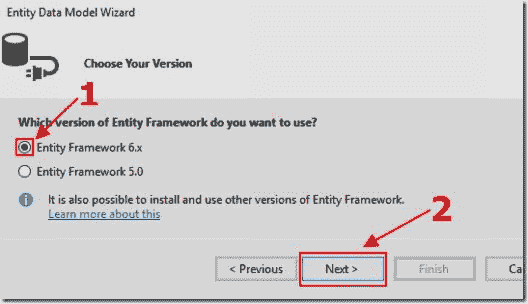 Entity Data Model Wizard
Choose Your Version
1
Which version of Entity Framework do you want to use?
Entity Framework 6.x
Entity Framework 5.0
It is also possible to install and use other versions of Entity Framework.
Learn more about this
2
< Previous Next > Finish Ca